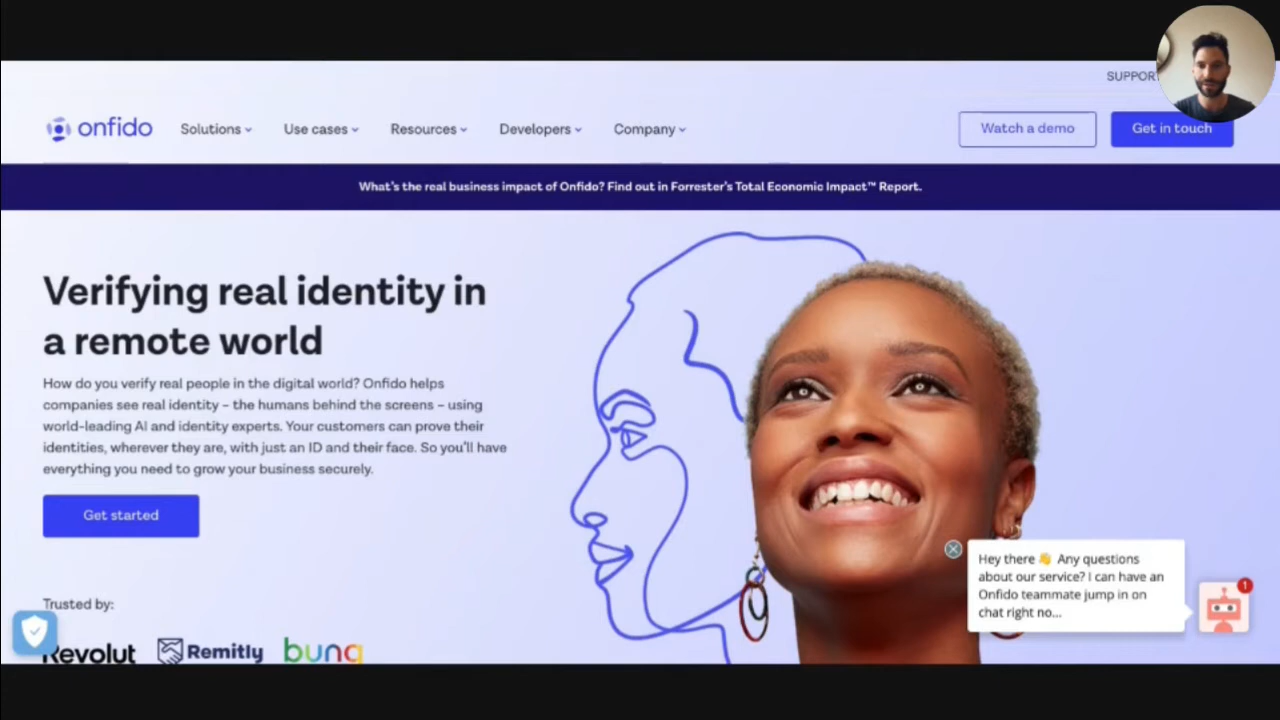 SUPPORT
onfido
Solutions
Use cases
Resources
Developers
Company
Watch a demo
Get in touch
What's the real business impact of Onfido? Find out in Forrester's Total Economic Impact™ Report.
Verifying real identity in
a remote world
How do you verify real people in the digital world? Onfido helps
companies see real identity – the humans behind the screens – using
world-leading AI and identity experts. Your customers can prove their
identities, wherever they are, with just an ID and their face. So you'll have
everything you need to grow your business securely.
Get started
Hey there 👋 Any questions
about our service? I can have an
Onfido teammate jump in on
chat right no...
1
Trusted by:
Revolut
Remitly
bunq